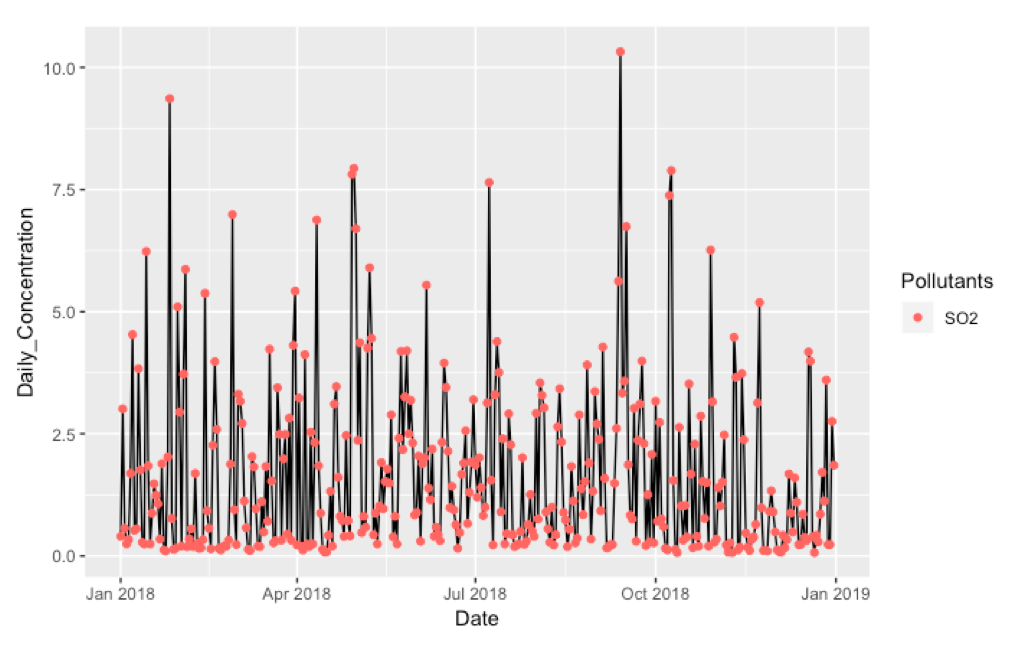 10.0
7.5
5.0
2.5
0.0
Daily_Concentration
Jan 2018
Apr 2018
Jul 2018
Oct 2018
Jan 2019
Date
Pollutants
SO2